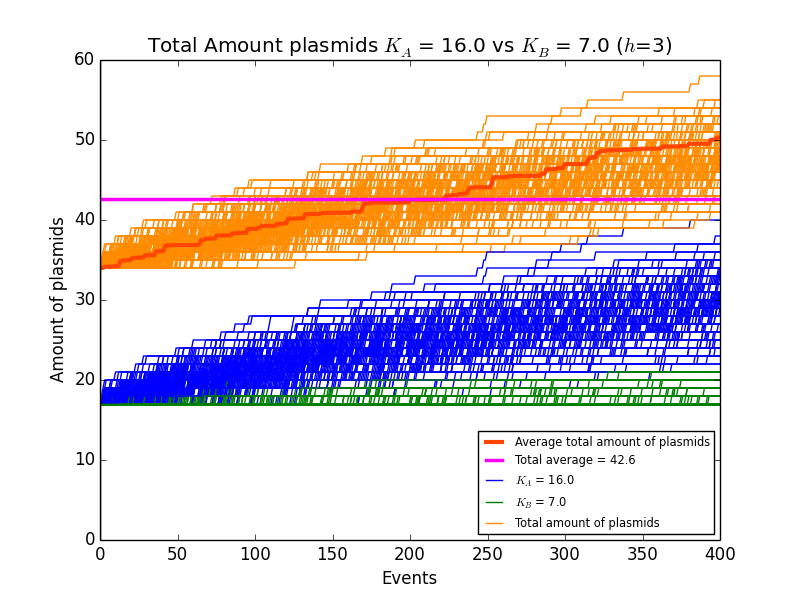 Total Amount plasmids K_A = 16.0 vs K_B = 7.0 (h=3)
60
50
40
30
20
10
0
Amount of plasmids
Average total amount of plasmids
Total average = 42.6
K_A = 16.0
K_B = 7.0
Total amount of plasmids
0 50 100 150 200 250 300 350 400
Events